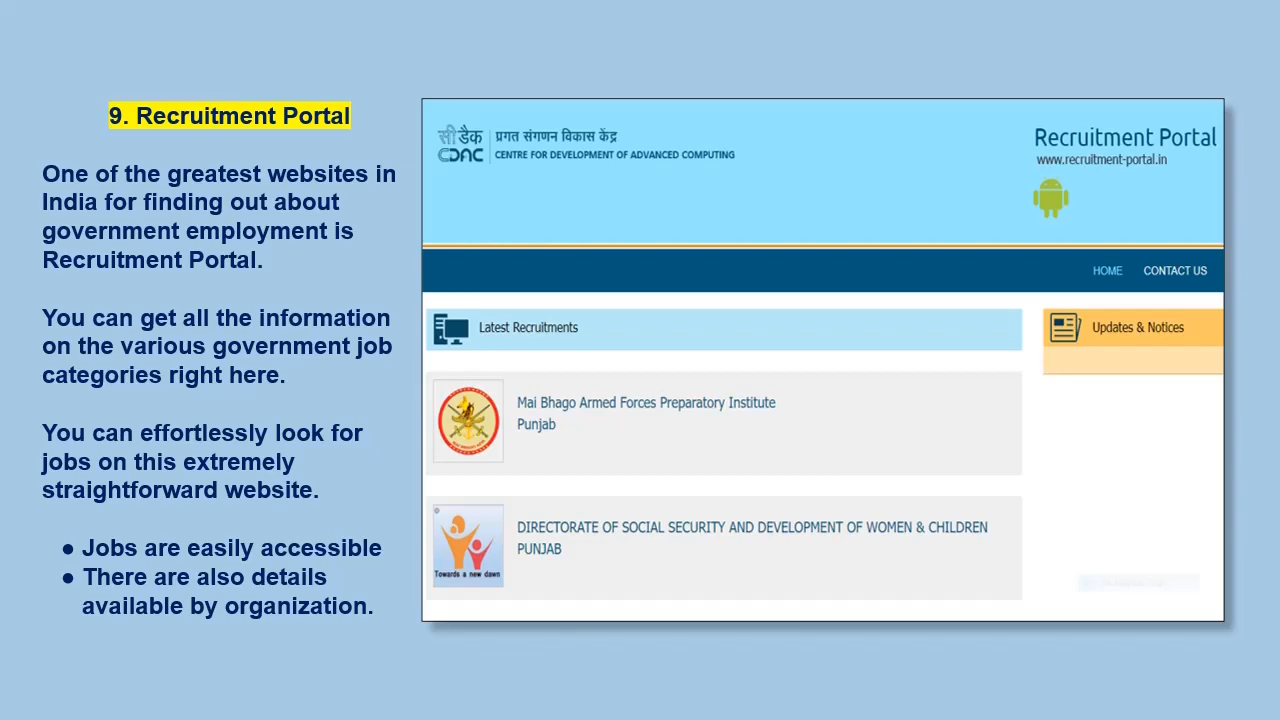 9. Recruitment Portal
One of the greatest websites in
India for finding out about
government employment is
Recruitment Portal.
You can get all the information
on the various government job
categories right here.
You can effortlessly look for
jobs on this extremely
straightforward website.
● Jobs are easily accessible
● There are also details
available by organization.
सी डैक
CDAC
प्रगत संगणन विकास केंद्र
CENTRE FOR DEVELOPMENT OF ADVANCED COMPUTING
Recruitment Portal
www.recruitment-portal.in
HOME CONTACT US
Latest Recruitments
Updates & Notices
Mai Bhago Armed Forces Preparatory Institute
Punjab
DIRECTORATE OF SOCIAL SECURITY AND DEVELOPMENT OF WOMEN & CHILDREN
PUNJAB
Towards a new dawn